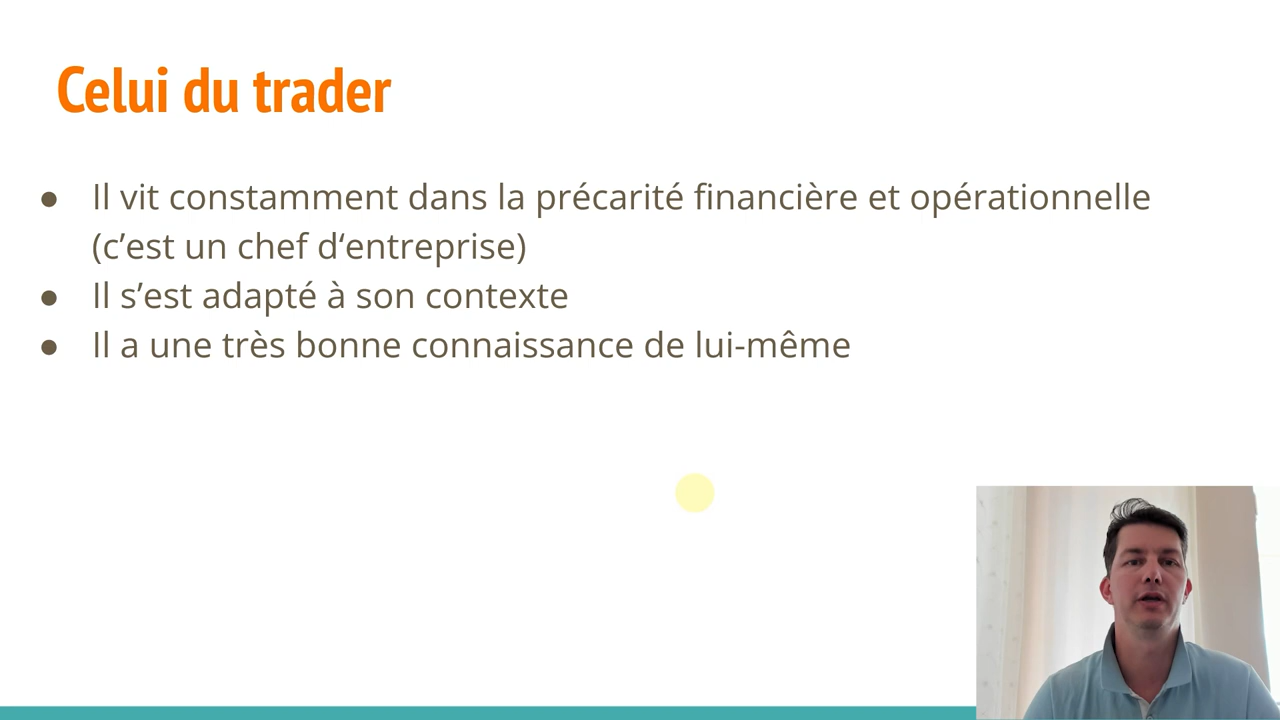 Celui du trader
● Il vit constamment dans la précarité financière et opérationnelle
(c’est un chef d‘entreprise)
● Il s’est adapté à son contexte
● Il a une très bonne connaissance de lui-même